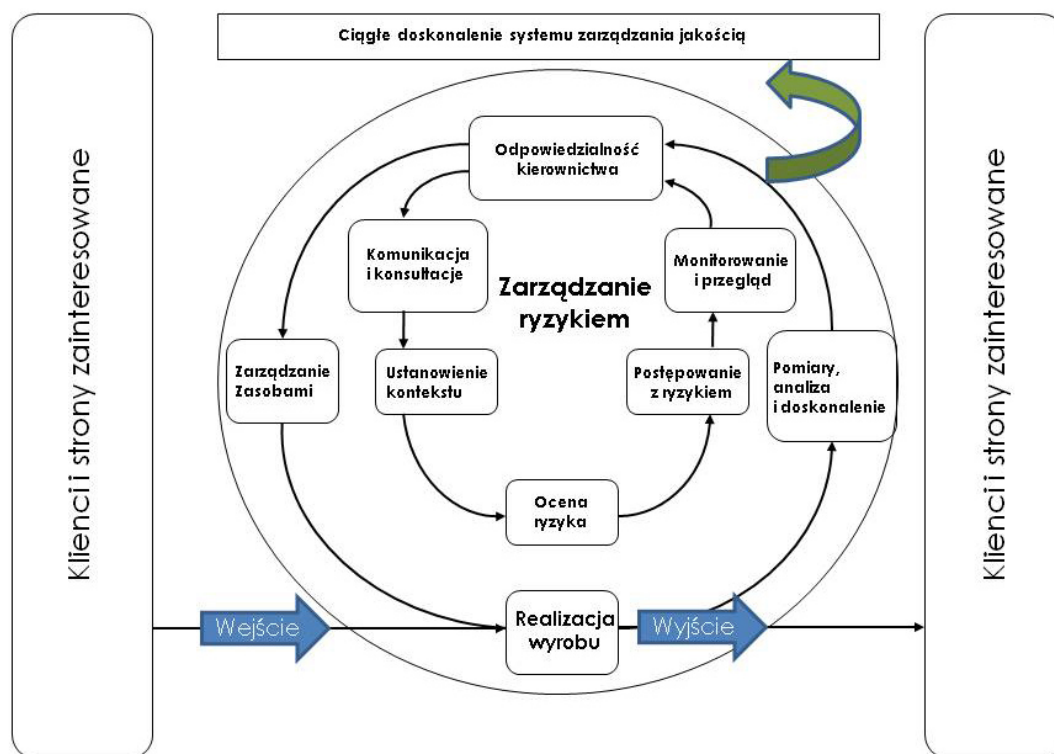 Ciągłe doskonalenie systemu zarządzania jakością
Klienci i strony zainteresowane
Odpowiedzialność
kierownictwa
Komunikacja
i konsultacje
Zarządzanie
ryzykiem
Monitorowanie
i przegląd
Zarządzanie
Zasobami
Ustanowienie
kontekstu
Postępowanie
z ryzykiem
Pomiary,
analiza
i doskonalenie
Ocena
ryzyka
Wejście
Realizacja
wyrobu
Wyjście
Klienci i strony zainteresowane